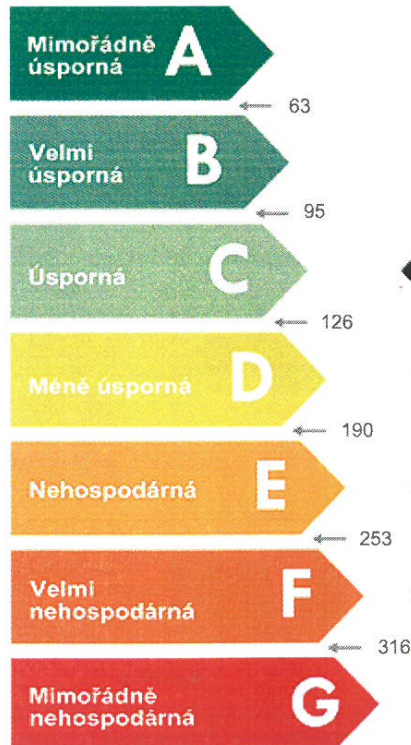 Mimořádně
úsporná
A
63
Velmi
úsporná
B
95
Úsporná
C
126
Méně úsporná
D
190
Nehospodárná
E
253
Velmi
nehospodárná
F
316
Mimořádně
nehospodárná
G